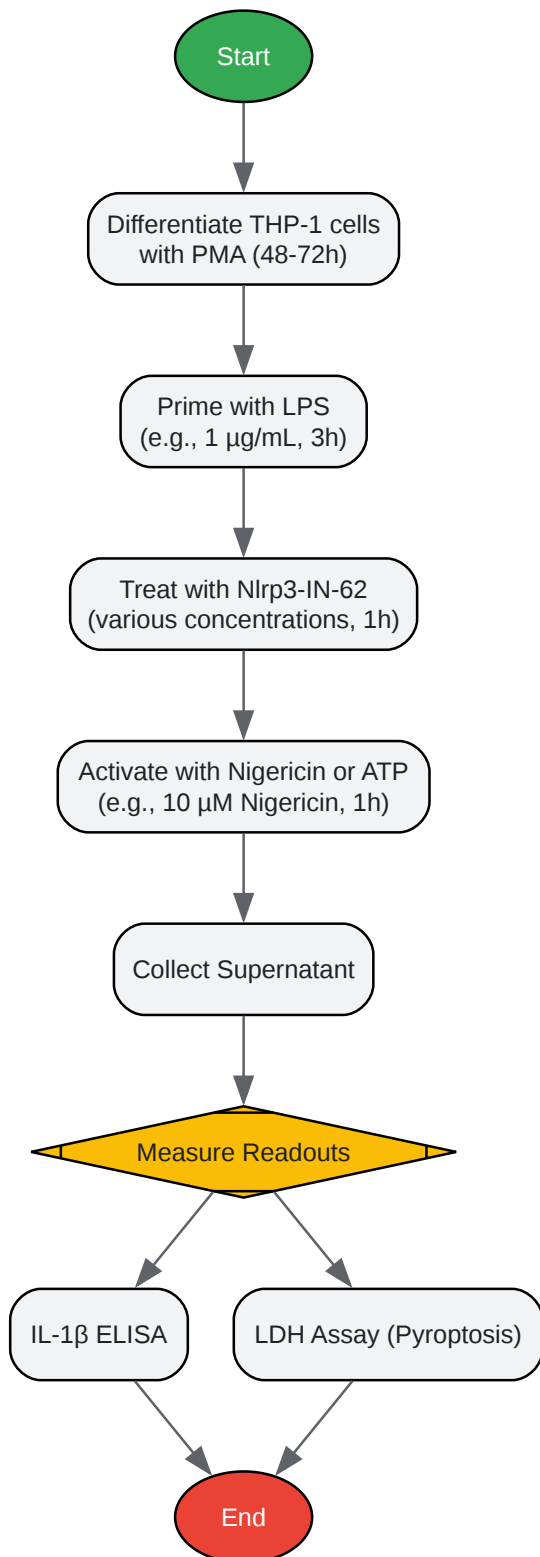 Start
Differentiate THP-1 cells
with PMA (48-72h)
Prime with LPS
(e.g., 1 µg/mL, 3h)
Treat with Nlrp3-IN-62
(various concentrations, 1h)
Activate with Nigericin or ATP
(e.g., 10 µM Nigericin, 1h)
Collect Supernatant
Measure Readouts
IL-1β ELISA
LDH Assay (Pyroptosis)
End